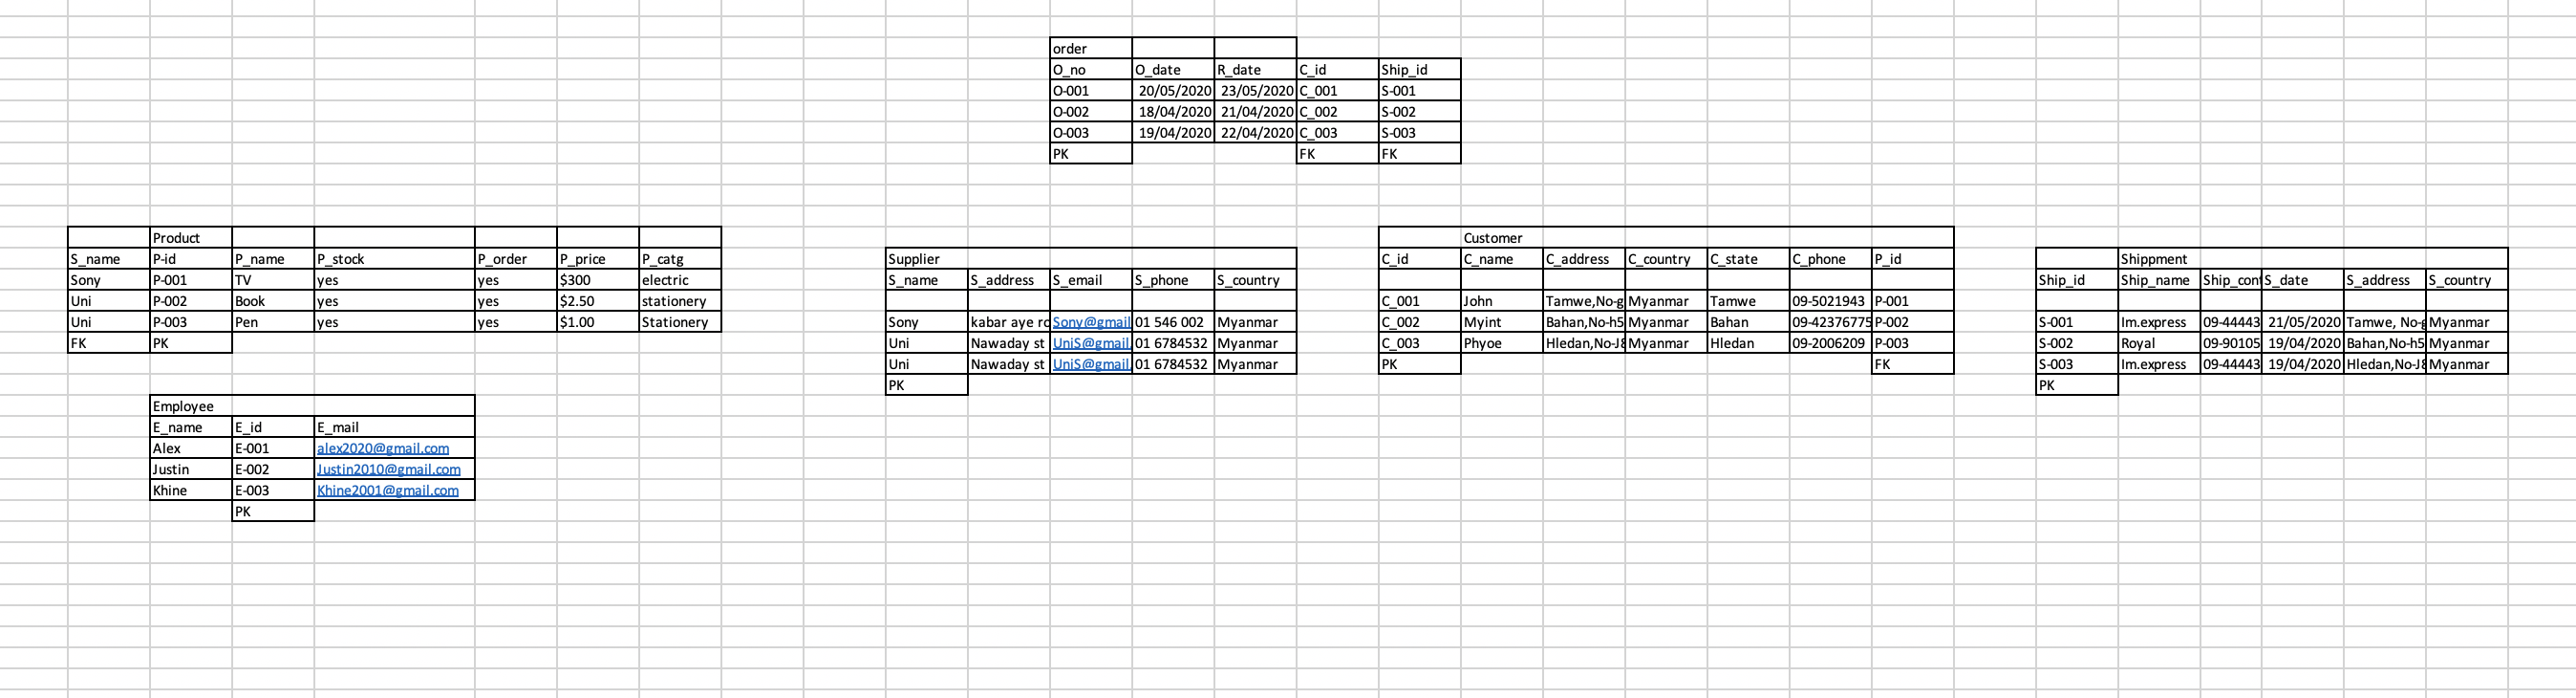 order
O_no O_date R_date C_id Ship_id
O-001 20/05/2020 23/05/2020 C_001 S-001
O-002 18/04/2020 21/04/2020 C_002 S-002
O-003 19/04/2020 22/04/2020 C_003 S-003
PK FK FK
Product
S_name P-id P_name P_stock P_order P_price P_catg
Sony P-001 TV yes yes $300 electric
Uni P-002 Book yes yes $2.50 stationery
Uni P-003 Pen yes yes $1.00 Stationery
FK PK
Supplier
S_name S_address S_email S_phone S_country
Sony kabar aye ro Sony@gmail 01 546 002 Myanmar
Uni Nawaday st UniS@gmail. 01 6784532 Myanmar
Uni Nawaday st UniS@gmail. 01 6784532 Myanmar
PK
Customer
C_id C_name C_address C_country C_state C_phone P_id
C_001 John Tamwe,No-g Myanmar Tamwe 09-5021943 P-001
C_002 Myint Bahan,No-h5 Myanmar Bahan 09-42376775 P-002
C_003 Phyoe Hledan,No-J8 Myanmar Hledan 09-2006209 P-003
PK FK
Shippment
Ship_id Ship_name Ship_cont S_date S_address S_country
S-001 Im.express 09-44443 21/05/2020 Tamwe, No-g Myanmar
S-002 Royal 09-90105 19/04/2020 Bahan,No-h5 Myanmar
S-003 Im.express 09-44443 19/04/2020 Hledan,No-J8 Myanmar
PK
Employee
E_name E_id E_mail
Alex E-001 alex2020@gmail.com
Justin E-002 Justin2010@gmail.com
Khine E-003 Khine2001@gmail.com
PK